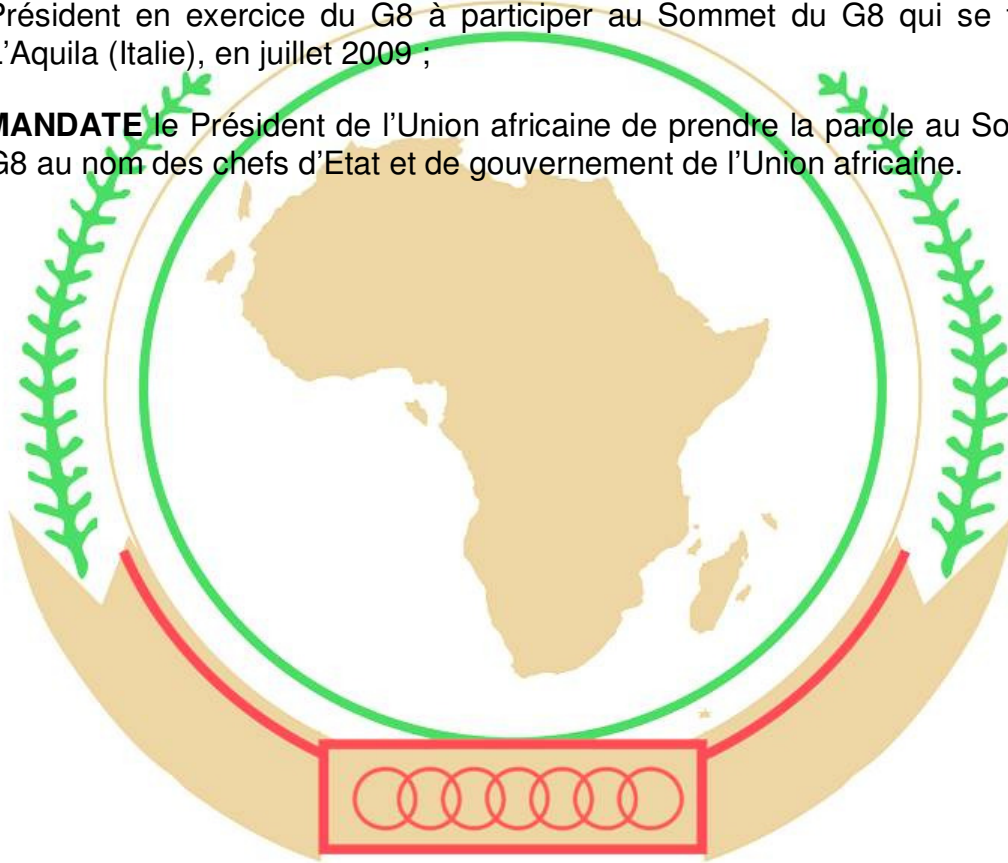 Président en exercice du G8 à participer au Sommet du G8 qui se
L'Aquila (Italie), en juillet 2009 ;
MANDATE le Président de l'Union africaine de prendre la parole au So
G8 au nom des chefs d'Etat et de gouvernement de l'Union africaine.